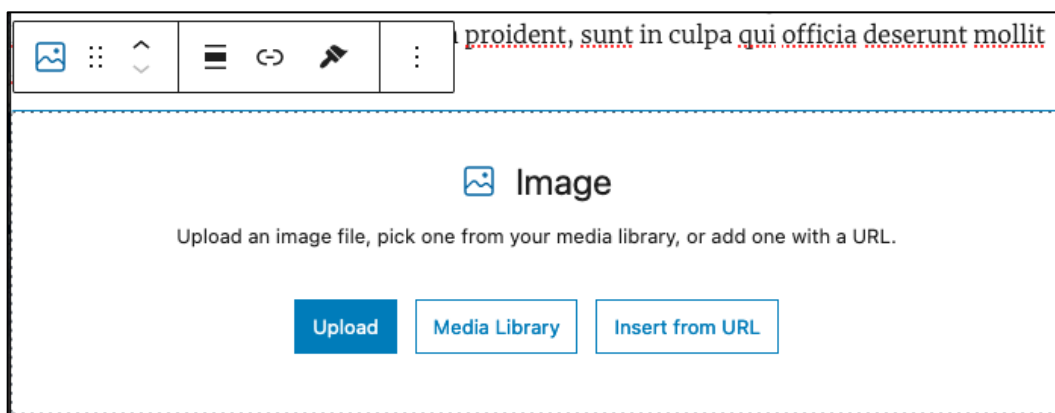 proident, sunt in culpa qui officia deserunt mollit
Image
Upload an image file, pick one from your media library, or add one with a URL.
Upload
Media Library
Insert from URL